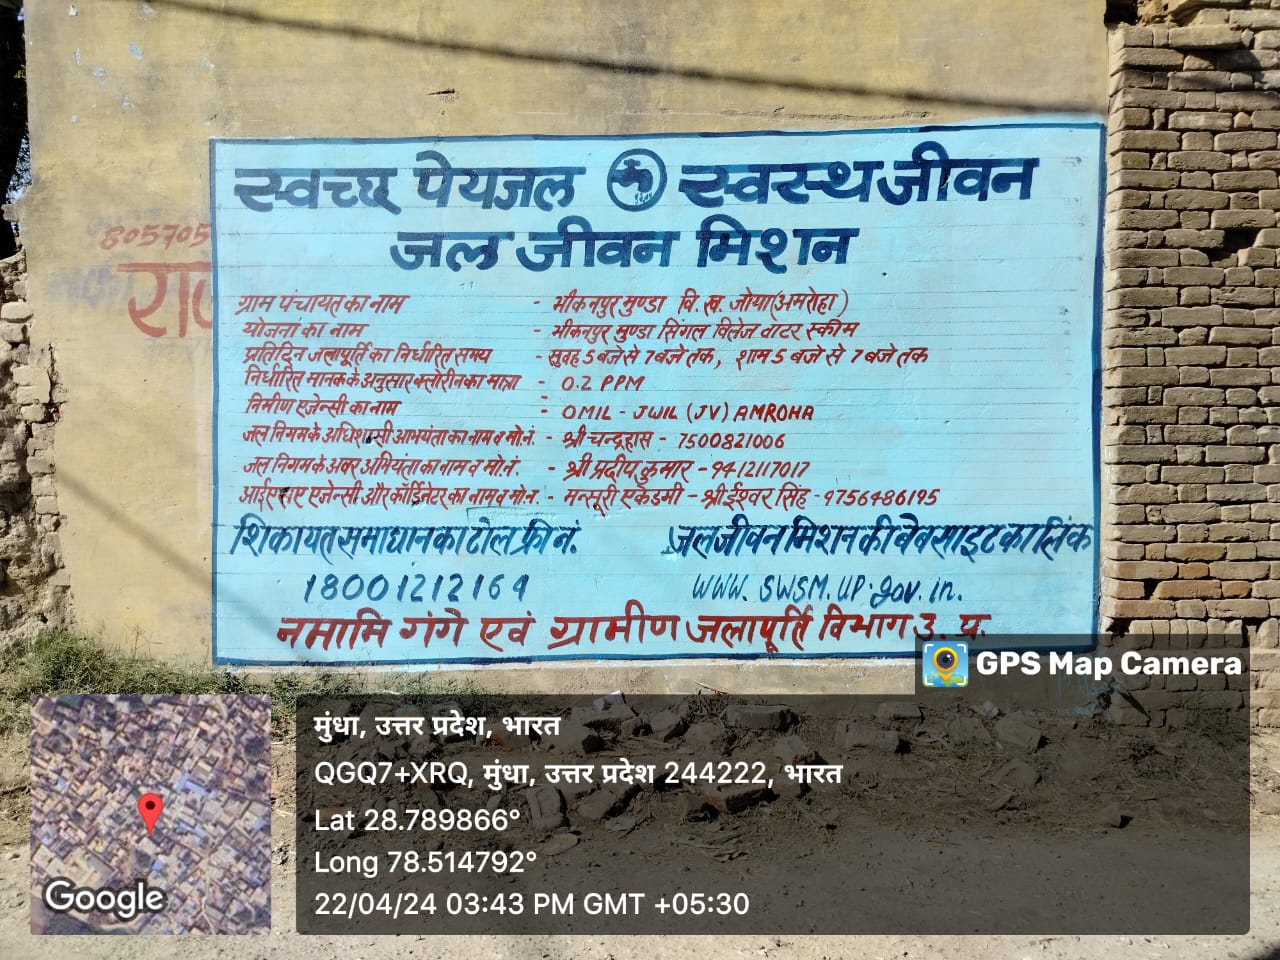 स्वच्छ पेयजल स्वस्थ जीवन
जल जीवन मिशन
805705
ग्राम पंचायत का नाम - भीकनपुर मुण्डा वि. ख. जोया (अमरोहा)
योजना का नाम - भीकनपुर मुण्डा सिंगल विलेज वाटर स्कीम
प्रतिदिन जलापूर्ति का निर्धारित समय - सुवह 5 बजे से 7 बजे तक, शाम 5 बजे से 7 बजे तक
निर्धारित मानक के अनुसार क्लोरीन का मात्रा - 0.2 PPM
निर्माण एजेन्सी का नाम - OMIL - JWIL (JV) AMROHA
जल निगम के अधिशासी अभियंता का नाम व मो.नं. - श्री चन्द्रहास - 7500821006
जल निगम के अवर अभियंता का नाम व मो.नं. - श्री प्रदीप कुमार - 9412117017
आईएसए एजेन्सी और कॉर्डिनेटर का नाम व मो.न. - मन्सूरी एकेडमी - श्री ईश्वर सिंह - 9756486195
शिकायत समाधान का टोल फ्री नं. जल जीवन मिशन की वेबसाइट का लिंक
18001212164 WWW. SWSM. UP. gov. in.
नमामि गंगे एवं ग्रामीण जलापूर्ति विभाग उ. प्र.
GPS Map Camera
मुंधा, उत्तर प्रदेश, भारत
QGQ7+XRQ, मुंधा, उत्तर प्रदेश 244222, भारत
Lat 28.789866°
Long 78.514792°
22/04/24 03:43 PM GMT +05:30
Google